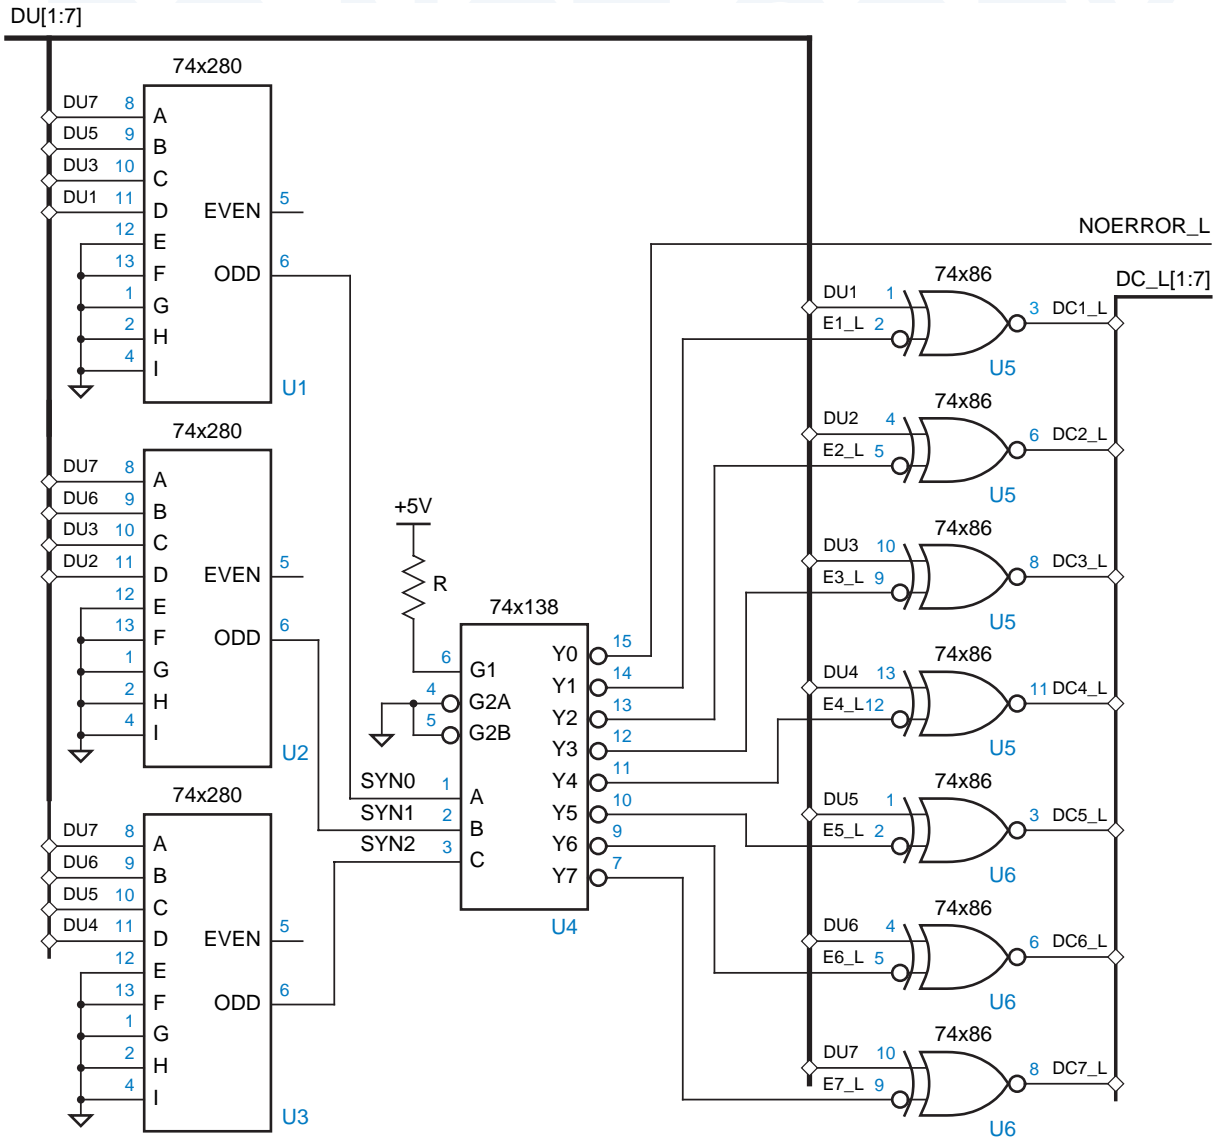 DU[1:7]
74x280
DU7 8 A
DU5 9 B
DU3 10 C
DU1 11 D EVEN 5
12 E
13 F ODD 6
1 G
2 H
4 I
U1
74x280
DU7 8 A
DU6 9 B
DU3 10 C
DU2 11 D EVEN 5
12 E
13 F ODD 6
1 G
2 H
4 I
U2
74x280
DU7 8 A
DU6 9 B
DU5 10 C
DU4 11 D EVEN 5
12 E
13 F ODD 6
1 G
2 H
4 I
U3
+5V
R
74x138
6 G1
4 G2A
5 G2B
SYN0 1 A
SYN1 2 B
SYN2 3 C
Y0 15
Y1 14
Y2 13
Y3 12
Y4 11
Y5 10
Y6 9
Y7 7
U4
NOERROR_L
DC_L[1:7]
74x86
DU1 1
E1_L 2
3 DC1_L
U5
74x86
DU2 4
E2_L 5
6 DC2_L
U5
74x86
DU3 10
E3_L 9
8 DC3_L
U5
74x86
DU4 13
E4_L 12
11 DC4_L
U5
74x86
DU5 1
E5_L 2
3 DC5_L
U6
74x86
DU6 4
E6_L 5
6 DC6_L
U6
74x86
DU7 10
E7_L 9
8 DC7_L
U6